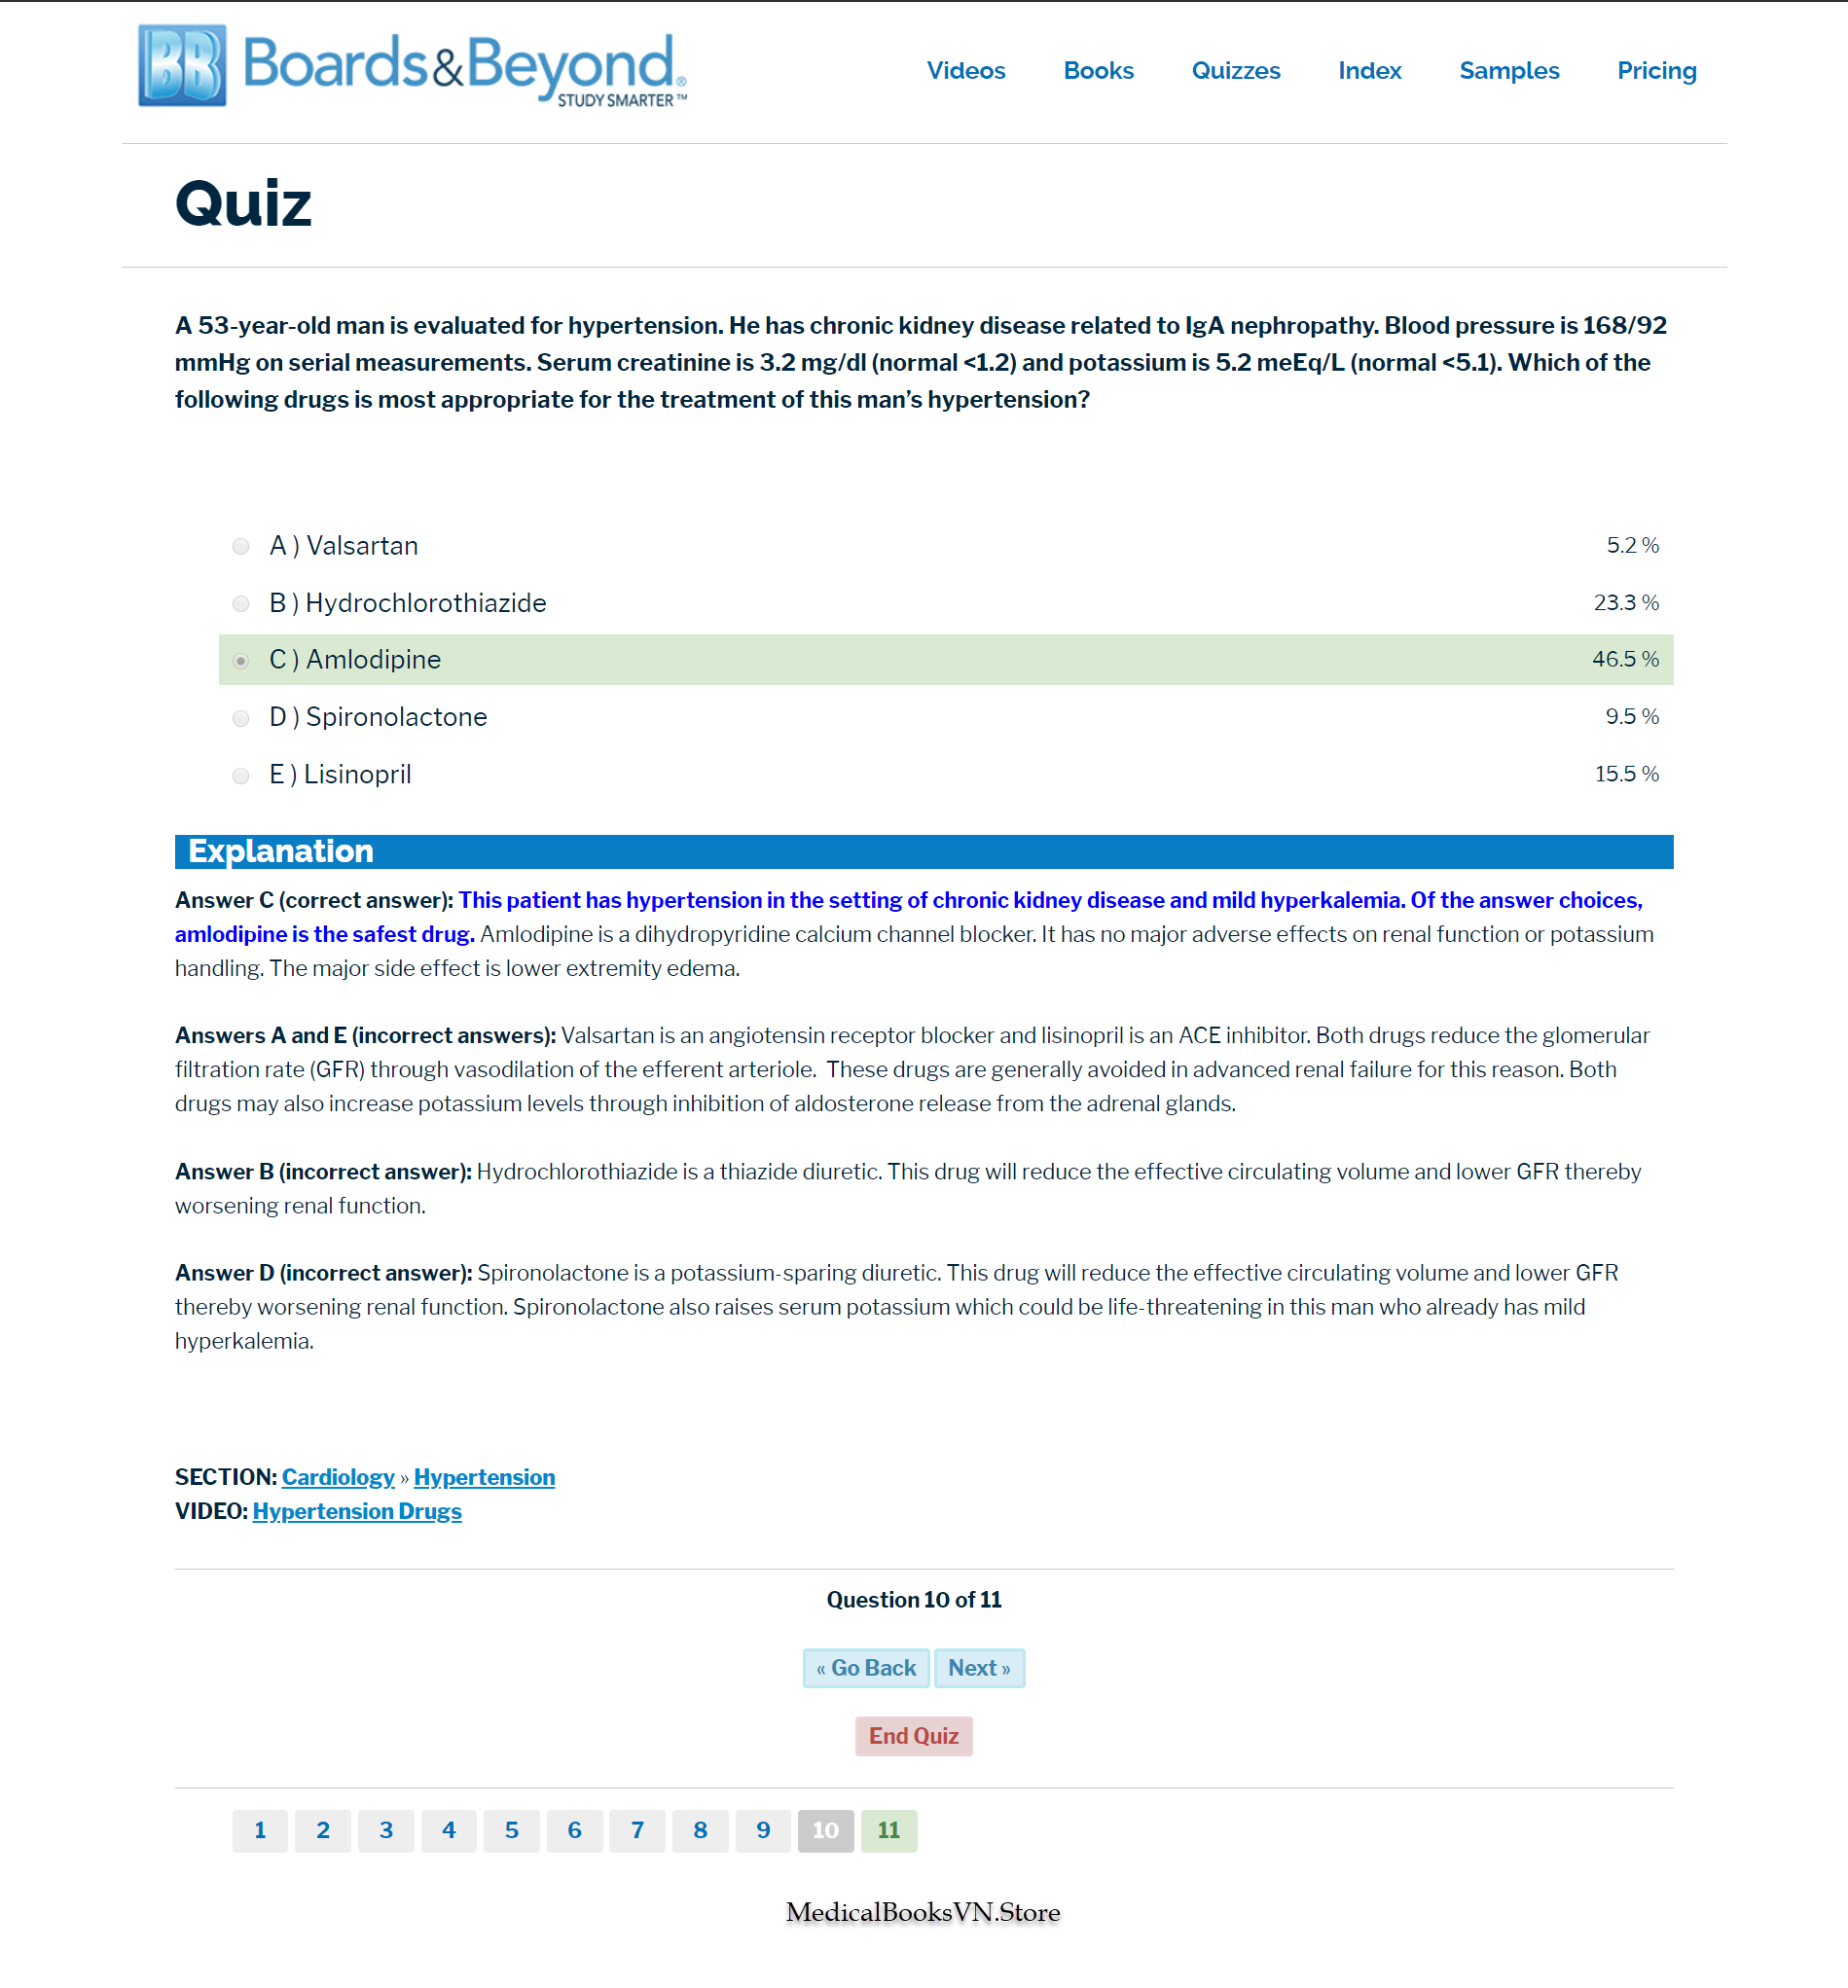 BB Boards&Beyond®
STUDY SMARTER™
Videos Books Quizzes Index Samples Pricing
Quiz
A 53-year-old man is evaluated for hypertension. He has chronic kidney disease related to IgA nephropathy. Blood pressure is 168/92
mmHg on serial measurements. Serum creatinine is 3.2 mg/dl (normal <1.2) and potassium is 5.2 meEq/L (normal <5.1). Which of the
following drugs is most appropriate for the treatment of this man’s hypertension?
A ) Valsartan 5.2 %
B ) Hydrochlorothiazide 23.3 %
C ) Amlodipine 46.5 %
D ) Spironolactone 9.5 %
E ) Lisinopril 15.5 %
Explanation
Answer C (correct answer): This patient has hypertension in the setting of chronic kidney disease and mild hyperkalemia. Of the answer choices,
amlodipine is the safest drug. Amlodipine is a dihydropyridine calcium channel blocker. It has no major adverse effects on renal function or potassium
handling. The major side effect is lower extremity edema.
Answers A and E (incorrect answers): Valsartan is an angiotensin receptor blocker and lisinopril is an ACE inhibitor. Both drugs reduce the glomerular
filtration rate (GFR) through vasodilation of the efferent arteriole. These drugs are generally avoided in advanced renal failure for this reason. Both
drugs may also increase potassium levels through inhibition of aldosterone release from the adrenal glands.
Answer B (incorrect answer): Hydrochlorothiazide is a thiazide diuretic. This drug will reduce the effective circulating volume and lower GFR thereby
worsening renal function.
Answer D (incorrect answer): Spironolactone is a potassium-sparing diuretic. This drug will reduce the effective circulating volume and lower GFR
thereby worsening renal function. Spironolactone also raises serum potassium which could be life-threatening in this man who already has mild
hyperkalemia.
SECTION: Cardiology » Hypertension
VIDEO: Hypertension Drugs
Question 10 of 11
« Go Back Next »
End Quiz
1 2 3 4 5 6 7 8 9 10 11
MedicalBooksVN.Store